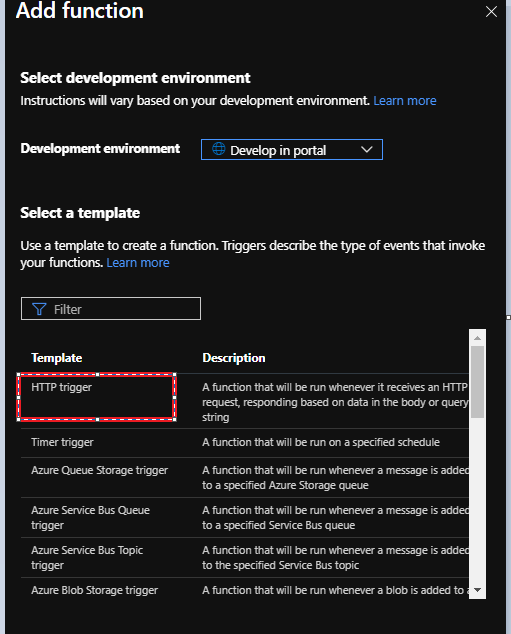 Add function
Select development environment
Instructions will vary based on your development environment. Learn more
Development environment
Develop in portal
Select a template
Use a template to create a function. Triggers describe the type of events that invoke
your functions. Learn more
Filter
Template Description
HTTP trigger A function that will be run whenever it receives an HTTP
request, responding based on data in the body or query
string
Timer trigger A function that will be run on a specified schedule
Azure Queue Storage trigger A function that will be run whenever a message is added
to a specified Azure Storage queue
Azure Service Bus Queue A function that will be run whenever a message is added
trigger to a specified Service Bus queue
Azure Service Bus Topic A function that will be run whenever a message is added
trigger to the specified Service Bus topic
Azure Blob Storage trigger A function that will be run whenever a blob is added to a